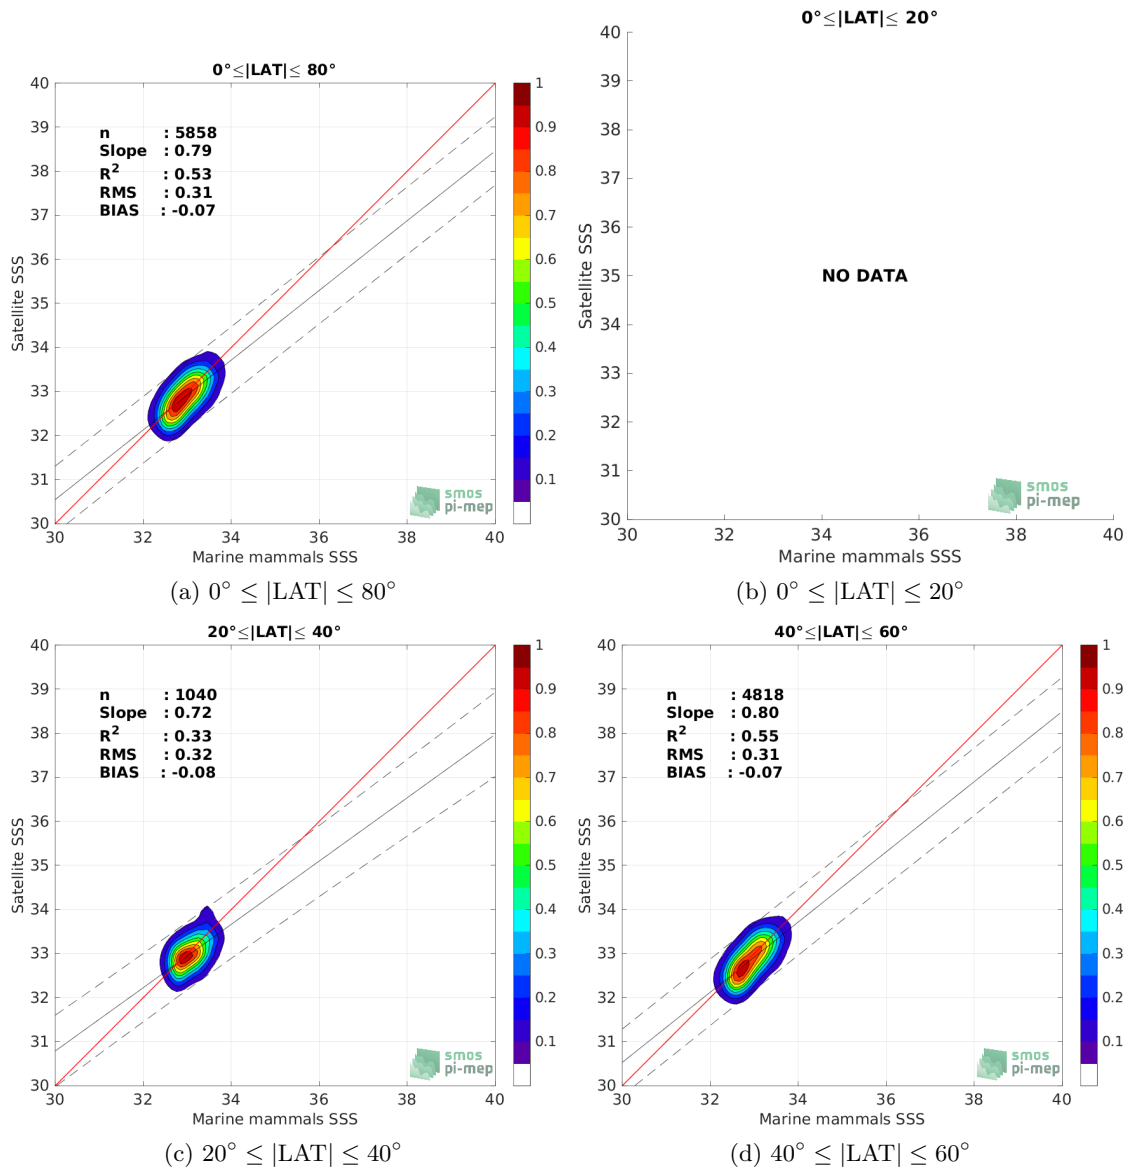 0°≤|LAT|≤ 80°
n : 5858
Slope : 0.79
R² : 0.53
RMS : 0.31
BIAS : -0.07
40
39
38
37
36
35
34
33
32
31
30
Satellite SSS
30 32 34 36 38 40
Marine mammals SSS
1
0.9
0.8
0.7
0.6
0.5
0.4
0.3
0.2
0.1
smos
pi-mep
(a) 0° ≤ |LAT| ≤ 80°
0°≤|LAT|≤ 20°
40
39
38
37
36
35
34
33
32
31
30
Satellite SSS
NO DATA
30 32 34 36 38 40
Marine mammals SSS
smos
pi-mep
(b) 0° ≤ |LAT| ≤ 20°
20°≤|LAT|≤ 40°
n : 1040
Slope : 0.72
R² : 0.33
RMS : 0.32
BIAS : -0.08
40
39
38
37
36
35
34
33
32
31
30
Satellite SSS
30 32 34 36 38 40
Marine mammals SSS
1
0.9
0.8
0.7
0.6
0.5
0.4
0.3
0.2
0.1
smos
pi-mep
(c) 20° ≤ |LAT| ≤ 40°
40°≤|LAT|≤ 60°
n : 4818
Slope : 0.80
R² : 0.55
RMS : 0.31
BIAS : -0.07
40
39
38
37
36
35
34
33
32
31
30
Satellite SSS
30 32 34 36 38 40
Marine mammals SSS
1
0.9
0.8
0.7
0.6
0.5
0.4
0.3
0.2
0.1
smos
pi-mep
(d) 40° ≤ |LAT| ≤ 60°